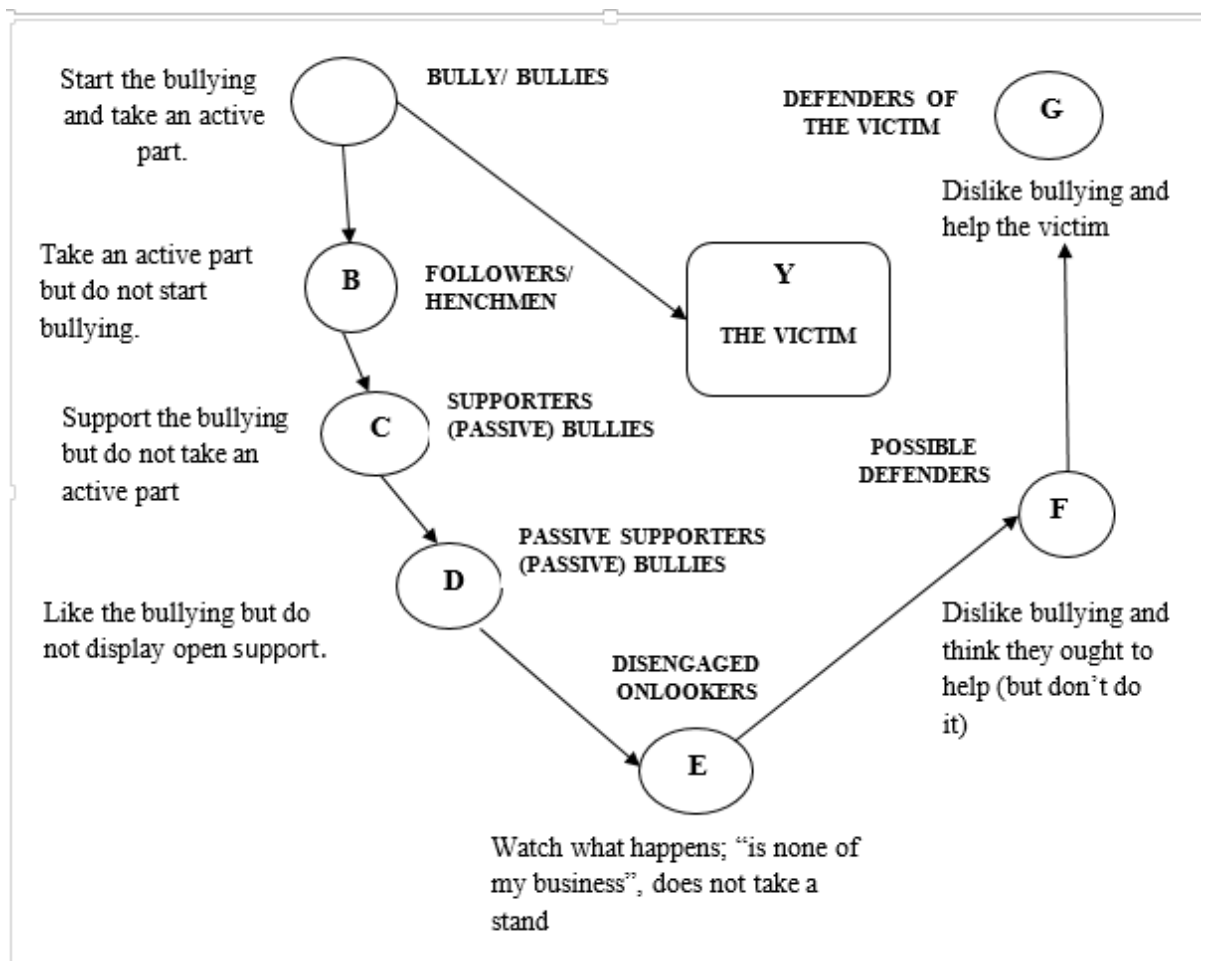 Start the bullying
and take an active
part.
BULLY/ BULLIES
DEFENDERS OF
THE VICTIM
G
Dislike bullying and
help the victim
Take an active part
but do not start
bullying.
B
FOLLOWERS/
HENCHMEN
Y
THE VICTIM
Support the bullying
but do not take an
active part
C
SUPPORTERS
(PASSIVE) BULLIES
POSSIBLE
DEFENDERS
F
Dislike bullying and
think they ought to
help (but don’t do
it)
D
PASSIVE SUPPORTERS
(PASSIVE) BULLIES
Like the bullying but do
not display open support.
DISENGAGED
ONLOOKERS
E
Watch what happens; “is none of
my business”, does not take a
stand